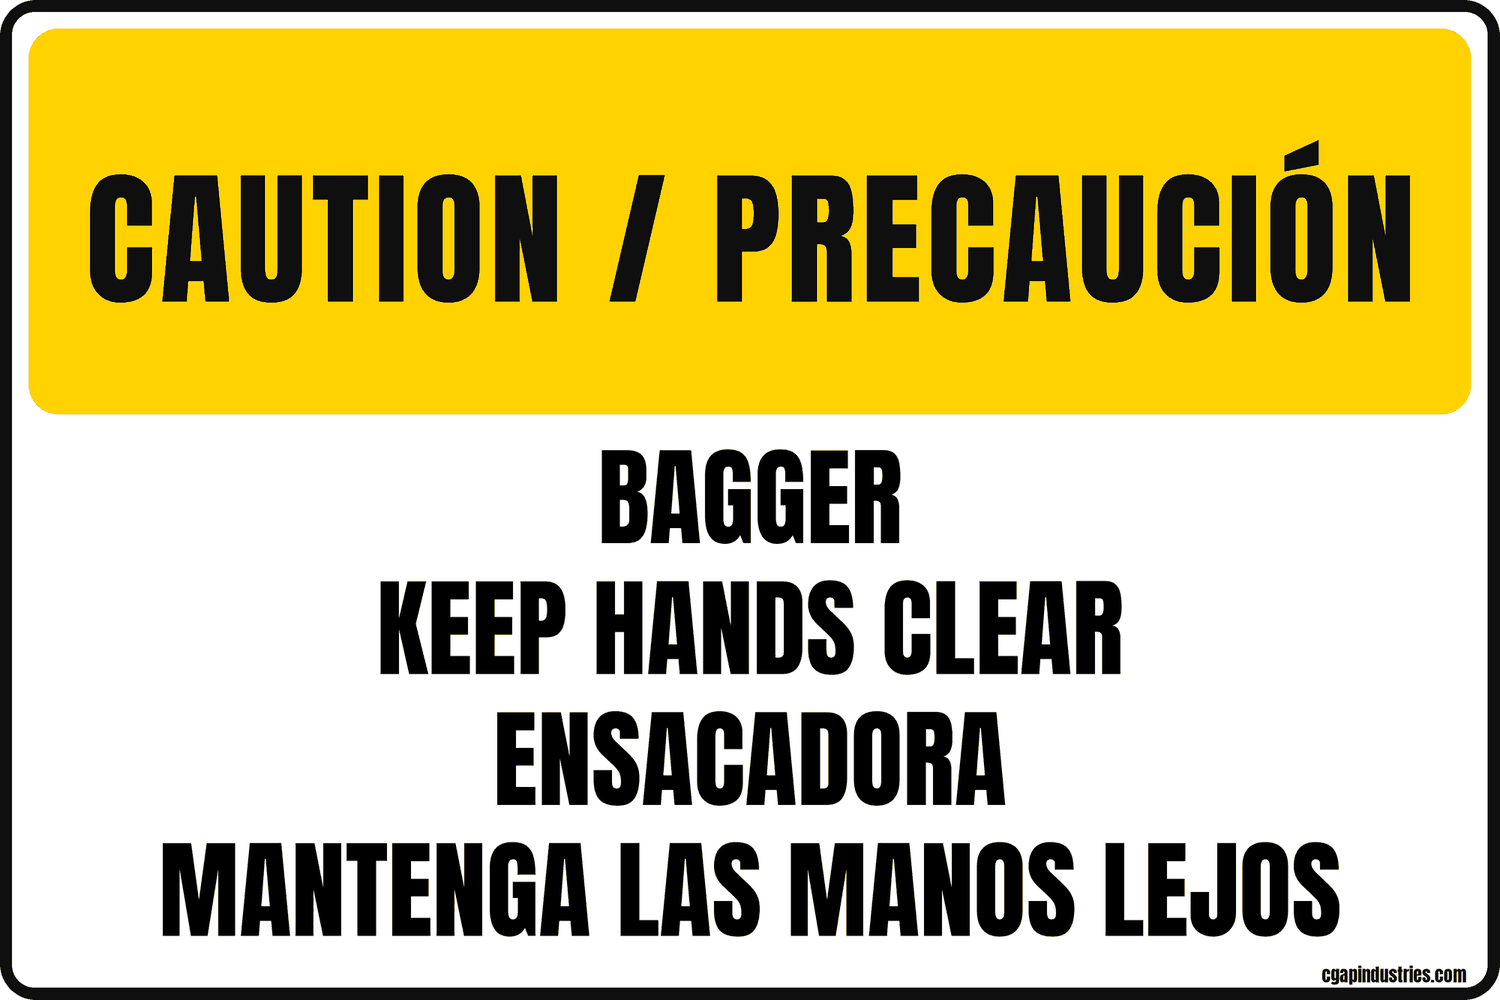 CAUTION / PRECAUCIÓN
BAGGER
KEEP HANDS CLEAR
ENSACADORA
MANTENGA LAS MANOS LEJOS
cgapindustries.com